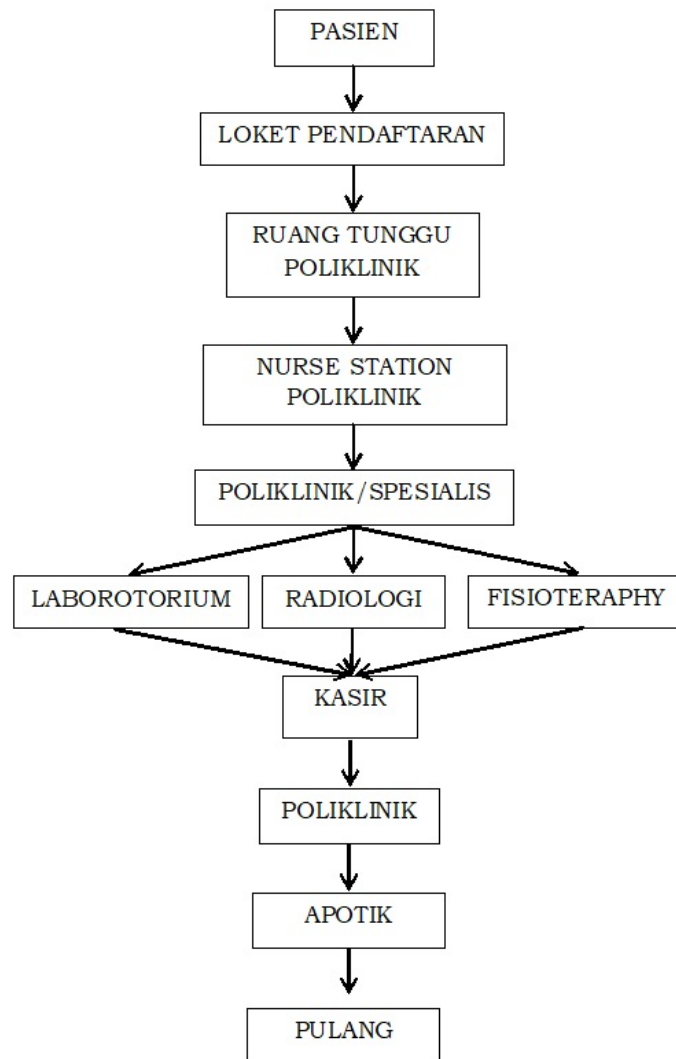 PASIEN
LOKET PENDAFTARAN
RUANG TUNGGU
POLIKLINIK
NURSE STATION
POLIKLINIK
POLIKLINIK/SPESIALIS
LABOROTORIUM
RADIOLOGI
FISIOTERAPHY
KASIR
POLIKLINIK
APOTIK
PULANG